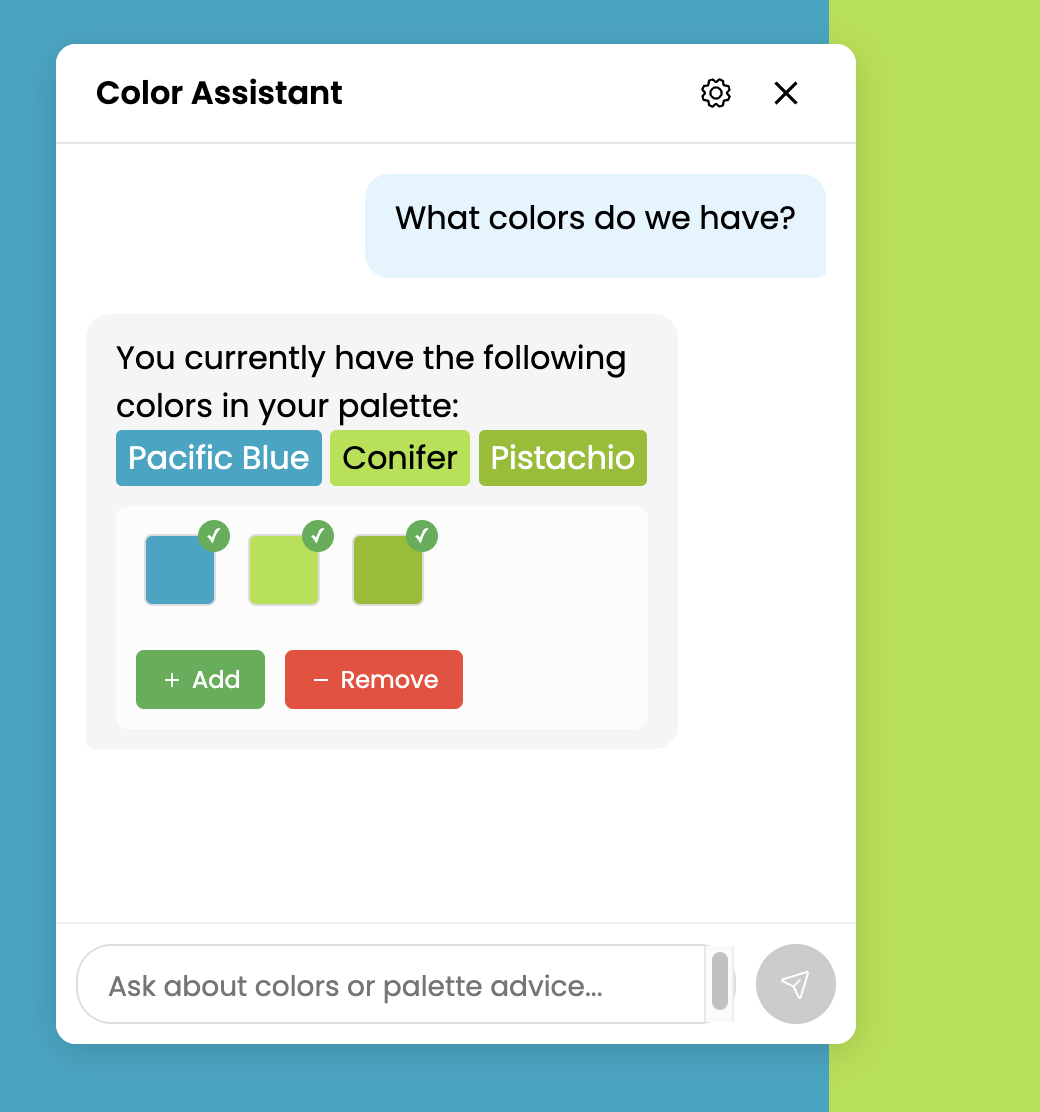 Color Assistant
What colors do we have?
You currently have the following
colors in your palette:
Pacific Blue Conifer Pistachio
+ Add − Remove
Ask about colors or palette advice...